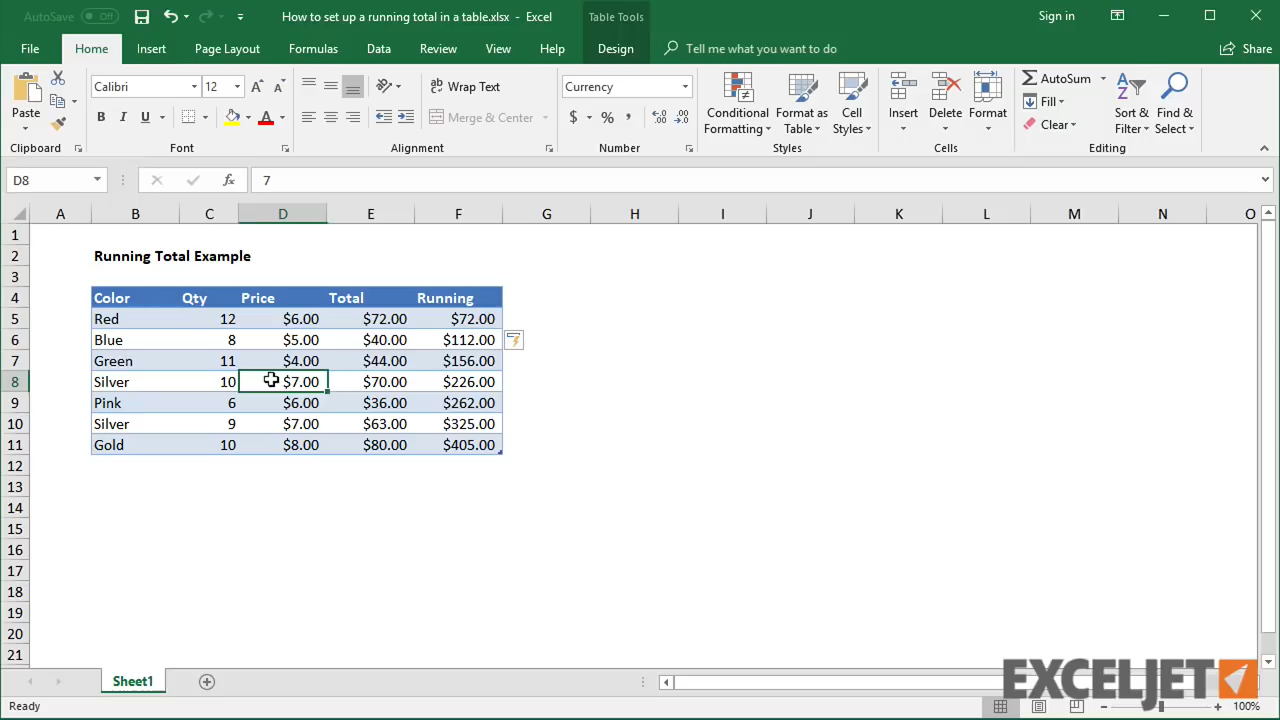 AutoSave Off How to set up a running total in a table.xlsx - Excel Table Tools Sign in
File Home Insert Page Layout Formulas Data Review View Help Design Tell me what you want to do Share
Paste Calibri 12 A A Wrap Text Currency Conditional Formatting Format as Table Cell Styles Insert Delete Format AutoSum Fill Clear Sort & Filter Find & Select
B I U A Merge & Center $ % , .00 .0
Clipboard Font Alignment Number Styles Cells Editing
D8 fx 7
A B C D E F G H I J K L M N O
1
2 Running Total Example
3
4 Color Qty Price Total Running
5 Red 12 $6.00 $72.00 $72.00
6 Blue 8 $5.00 $40.00 $112.00
7 Green 11 $4.00 $44.00 $156.00
8 Silver 10 $7.00 $70.00 $226.00
9 Pink 6 $6.00 $36.00 $262.00
10 Silver 9 $7.00 $63.00 $325.00
11 Gold 10 $8.00 $80.00 $405.00
12
13
14
15
16
17
18
19
20
21
Sheet1 EXCELJET
Ready 100%